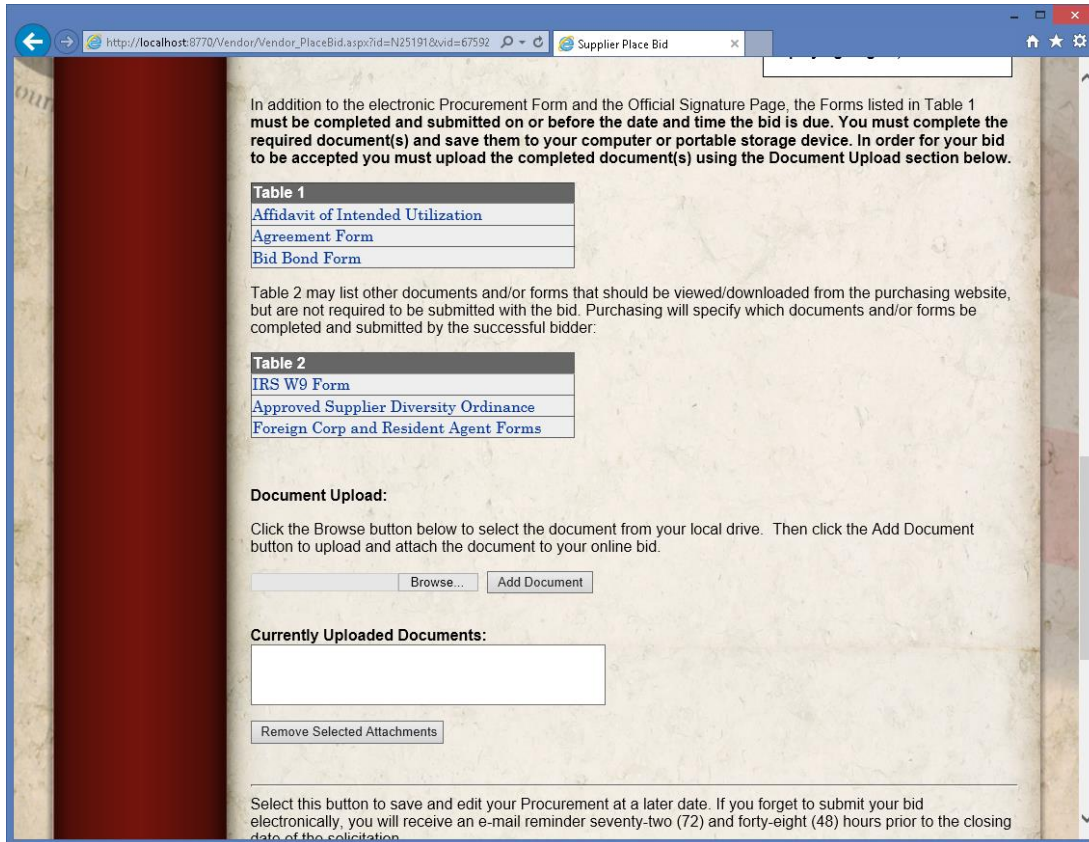 http://localhost:8770/Vendor/Vendor_PlaceBid.aspx?id=N25191&vid=67592
Supplier Place Bid
In addition to the electronic Procurement Form and the Official Signature Page, the Forms listed in Table 1
must be completed and submitted on or before the date and time the bid is due. You must complete the
required document(s) and save them to your computer or portable storage device. In order for your bid
to be accepted you must upload the completed document(s) using the Document Upload section below.
Table 1
Affidavit of Intended Utilization
Agreement Form
Bid Bond Form
Table 2 may list other documents and/or forms that should be viewed/downloaded from the purchasing website,
but are not required to be submitted with the bid. Purchasing will specify which documents and/or forms be
completed and submitted by the successful bidder:
Table 2
IRS W9 Form
Approved Supplier Diversity Ordinance
Foreign Corp and Resident Agent Forms
Document Upload:
Click the Browse button below to select the document from your local drive. Then click the Add Document
button to upload and attach the document to your online bid.
Browse... Add Document
Currently Uploaded Documents:
Remove Selected Attachments
Select this button to save and edit your Procurement at a later date. If you forget to submit your bid
electronically, you will receive an e-mail reminder seventy-two (72) and forty-eight (48) hours prior to the closing
date of the solicitation